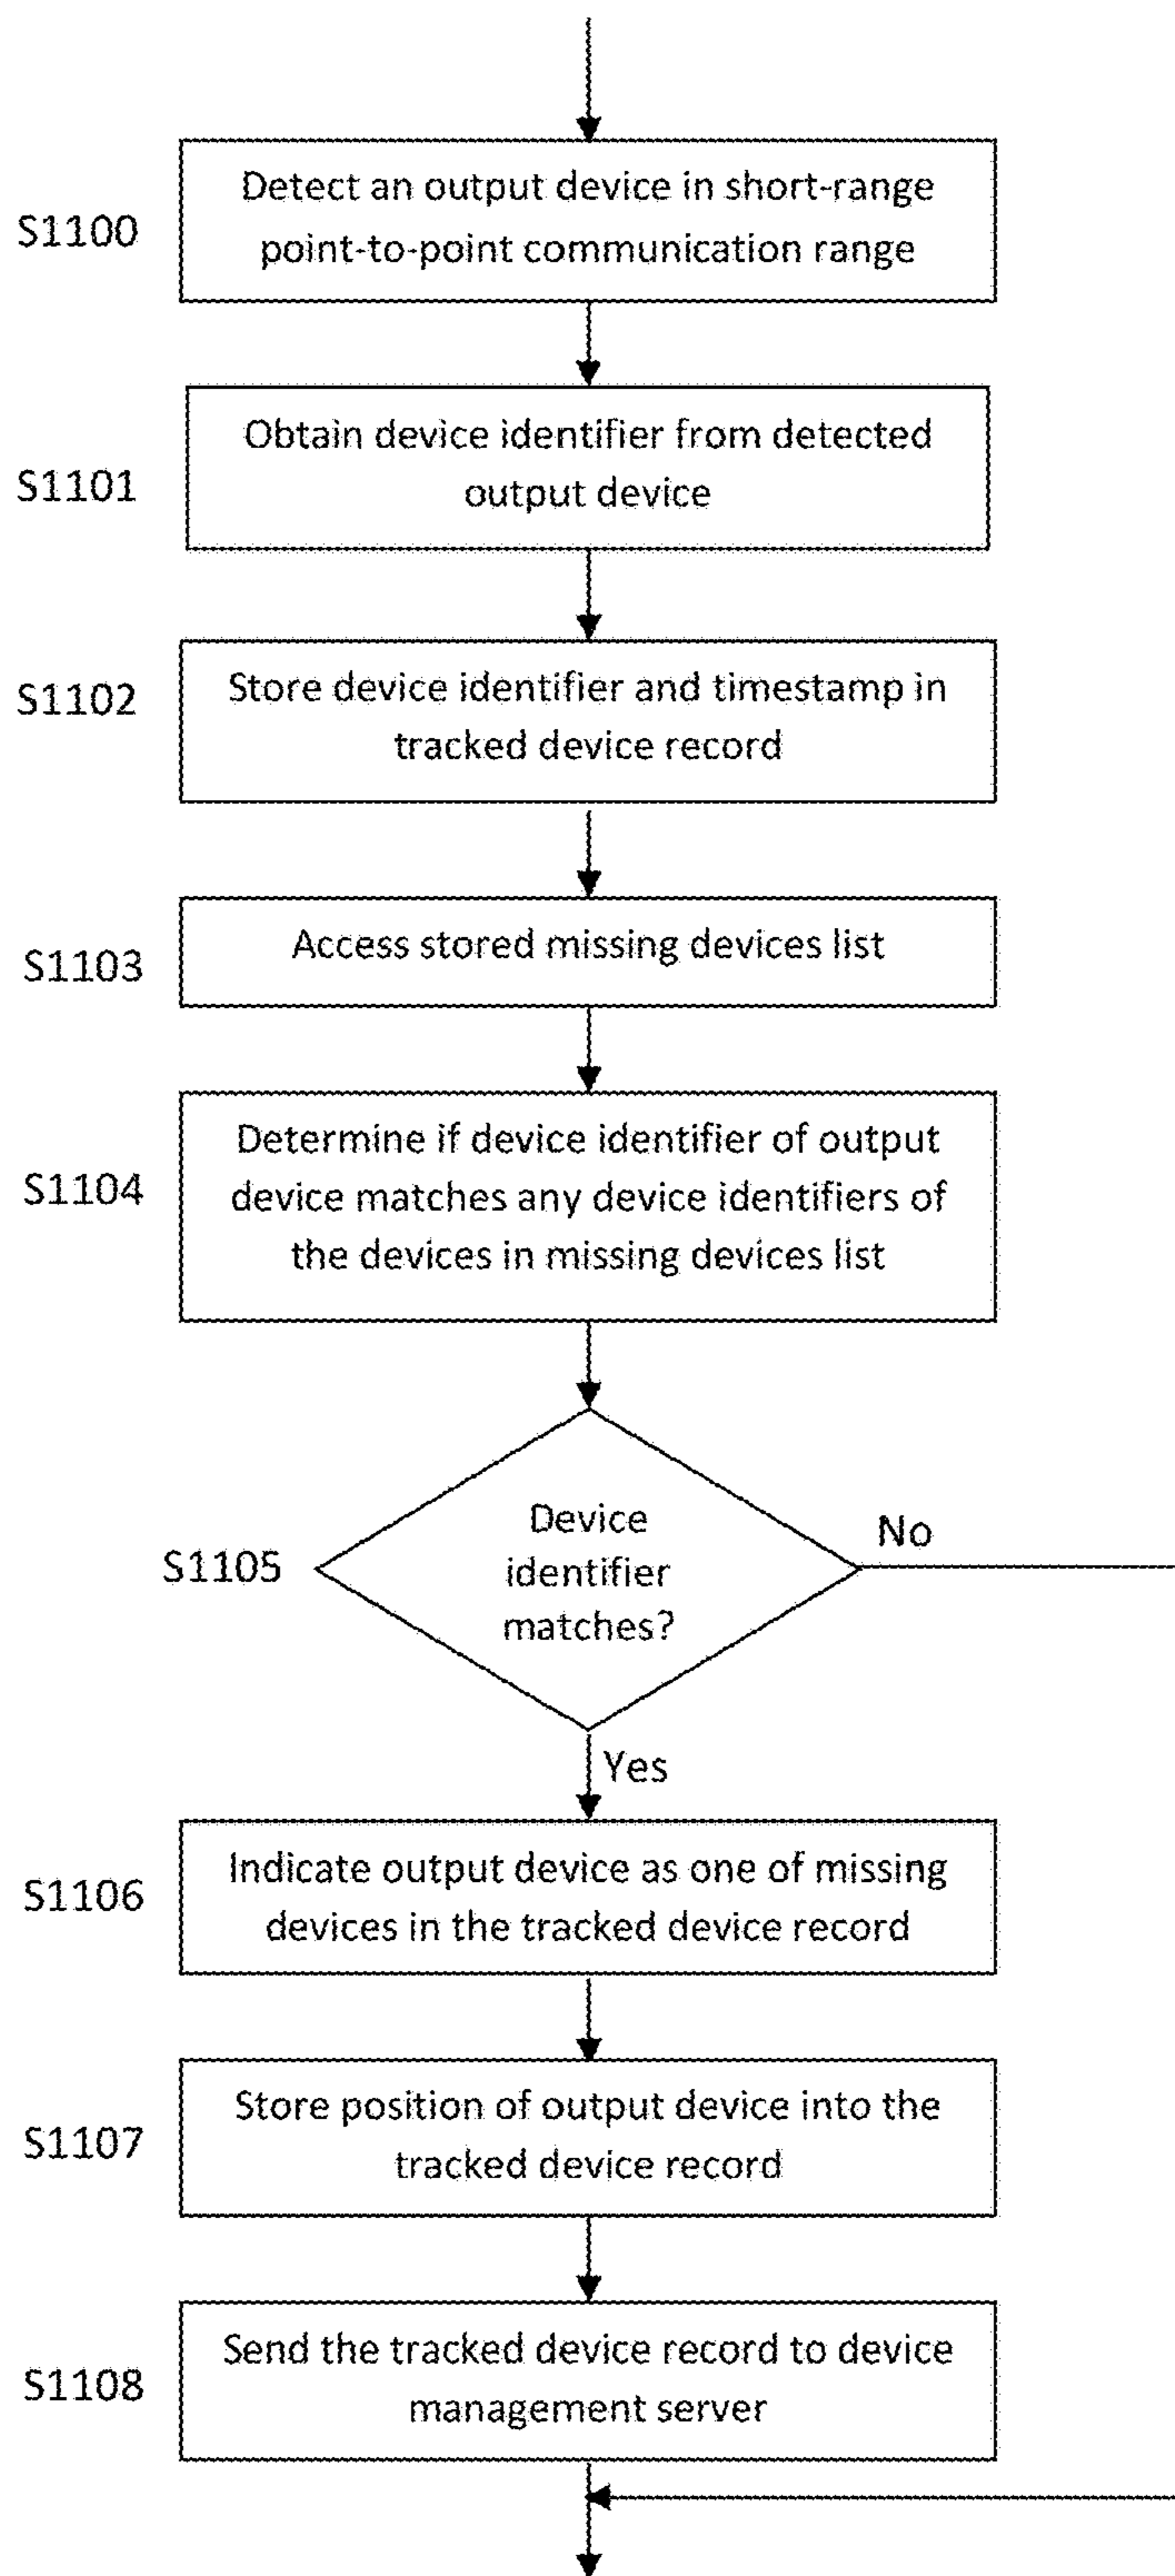 Detect an output device in short-range
S1100
point-to-point communication range
Obtain device identifier from detected
S1101
output device
S1102
Store device identifier and timestamp in
tracked device record
Access stored missing devices list
S1103
Determine if device identifier of output
S1104
device matches any device identifiers of
the devices in missing devices list
Device
No
S1105
identifier
matches?
Yes
Indicate output device as one of missing
S1106
devices in the tracked device record
Store position of output device into the
S1107
tracked device record
Send the tracked device record to device
S1108
management server